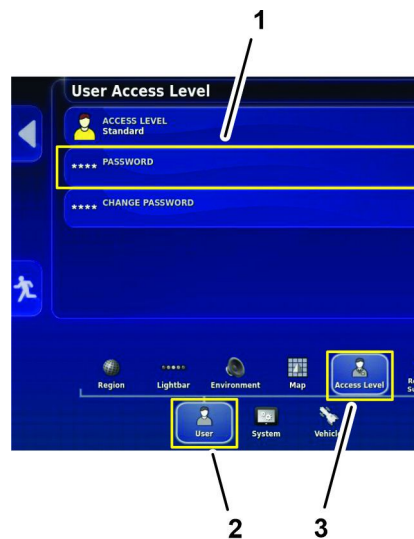 1
User Access Level
ACCESS LEVEL
Standard
**** PASSWORD
**** CHANGE PASSWORD
Region Lightbar Environment Map Access Level
User System
2 3